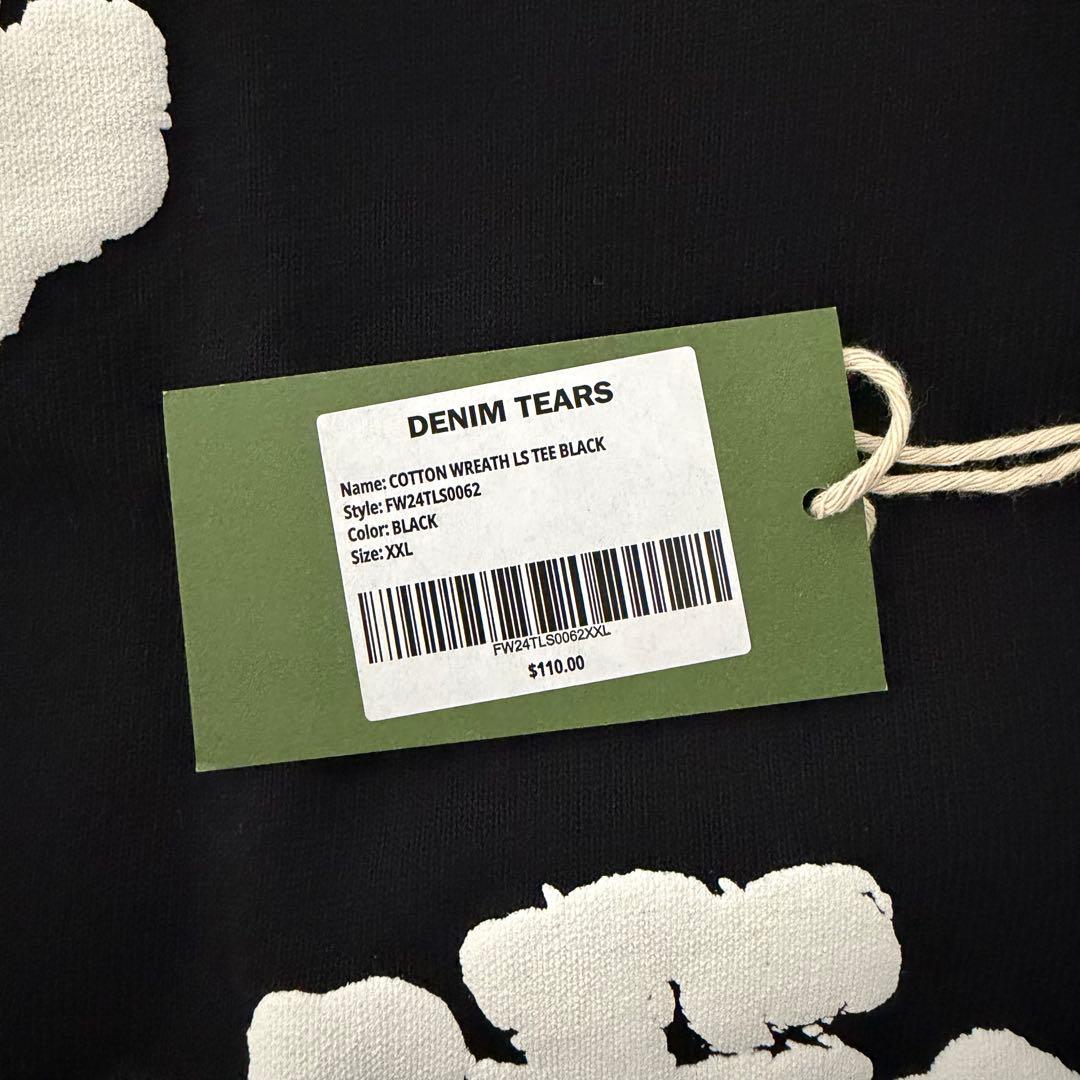 DENIM TEARS
Name: COTTON WREATH LS TEE BLACK
Style: FW24TLS0062
Color: BLACK
Size: XXL
FW24TLS0062XXL
$110.00